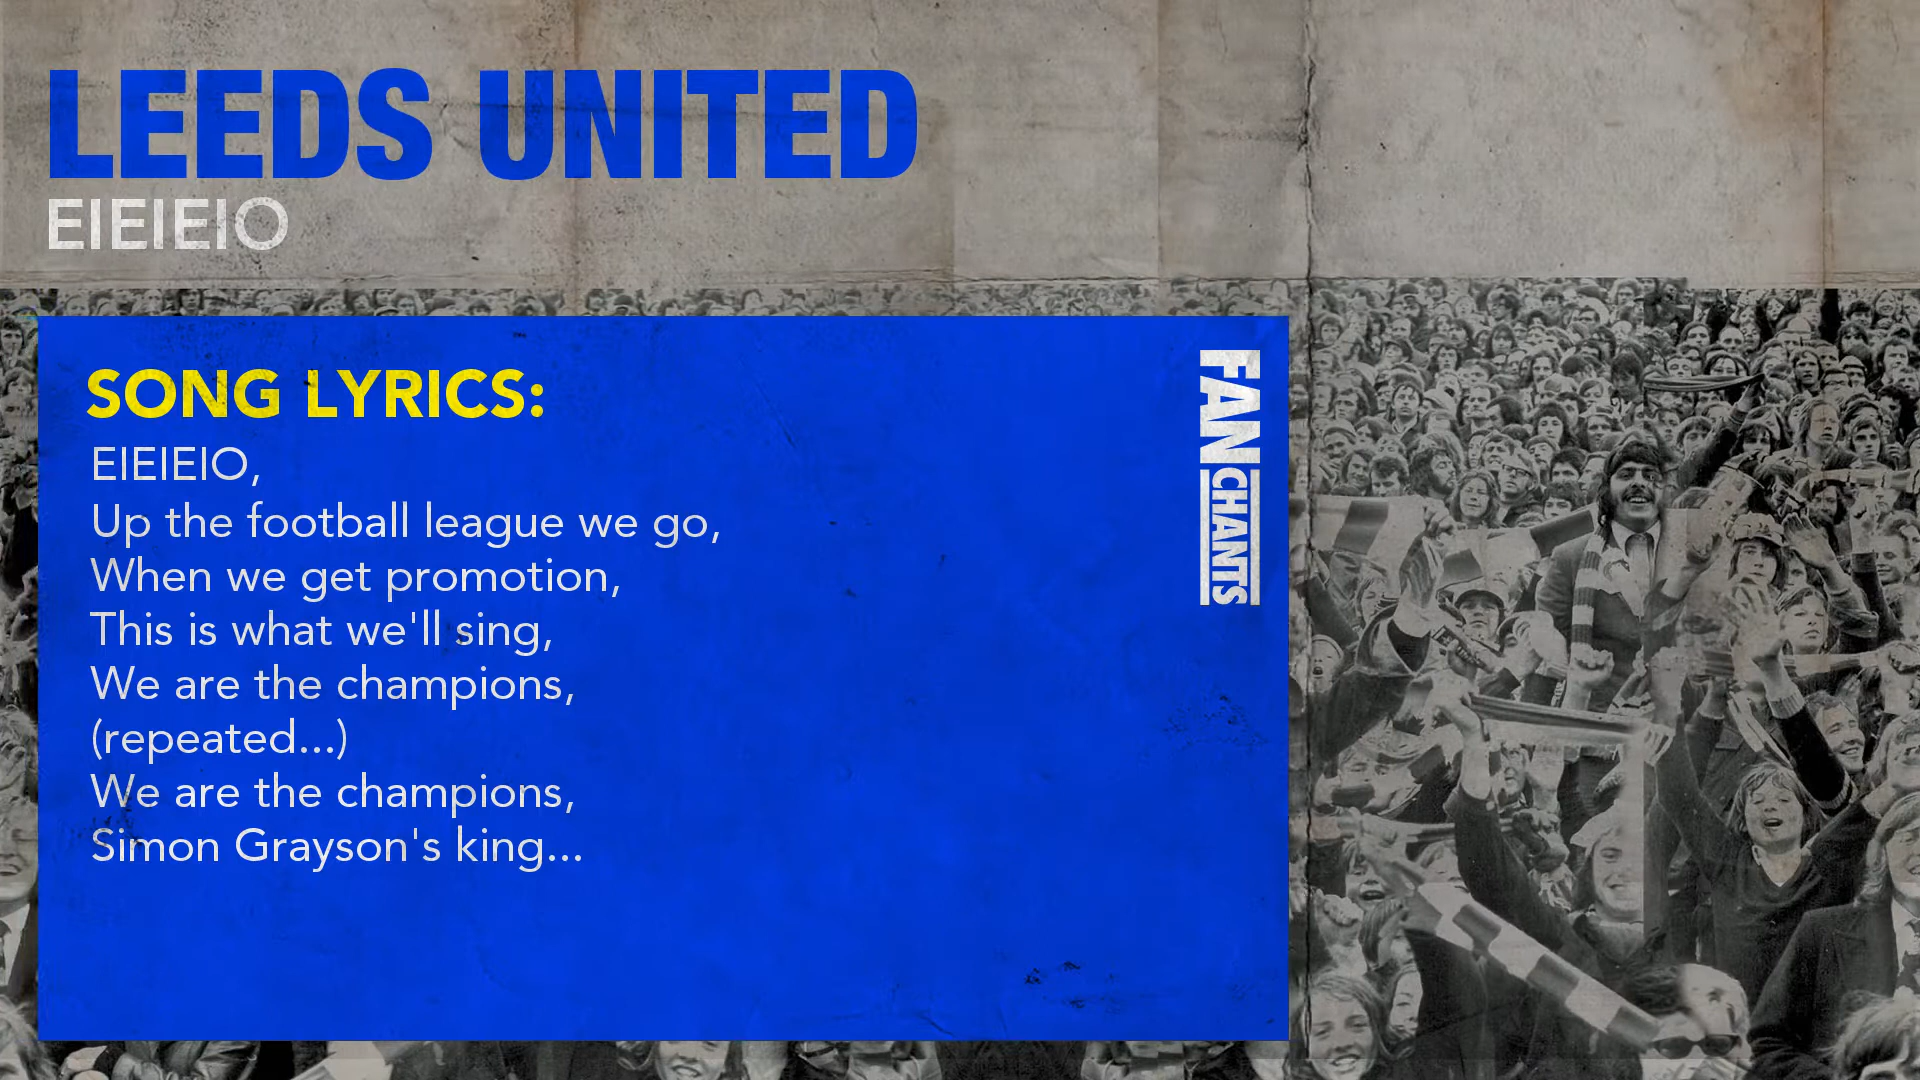 LEEDS UNITED
EIEIEIO
SONG LYRICS:
EIEIEIO,
Up the football league we go,
When we get promotion,
This is what we'll sing,
We are the champions,
(repeated...)
We are the champions,
Simon Grayson's king...
FANCHANTS